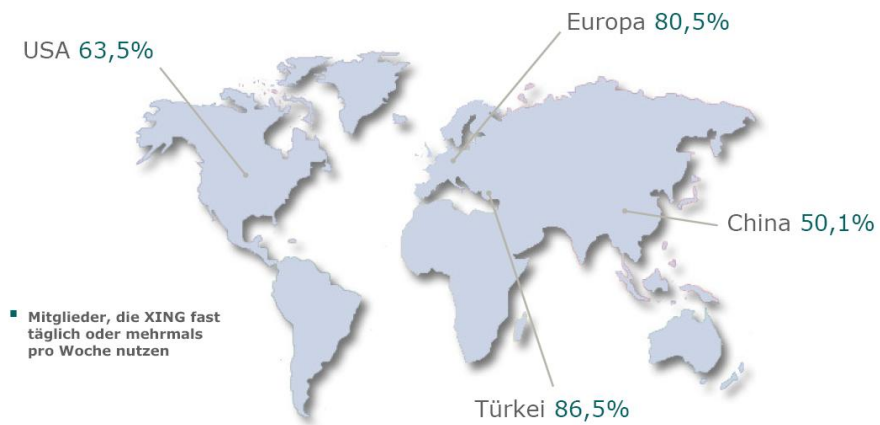 Europa 80,5%
USA 63,5%
China 50,1%
Mitglieder, die XING fast
täglich oder mehrmals
pro Woche nutzen
Türkei 86,5%